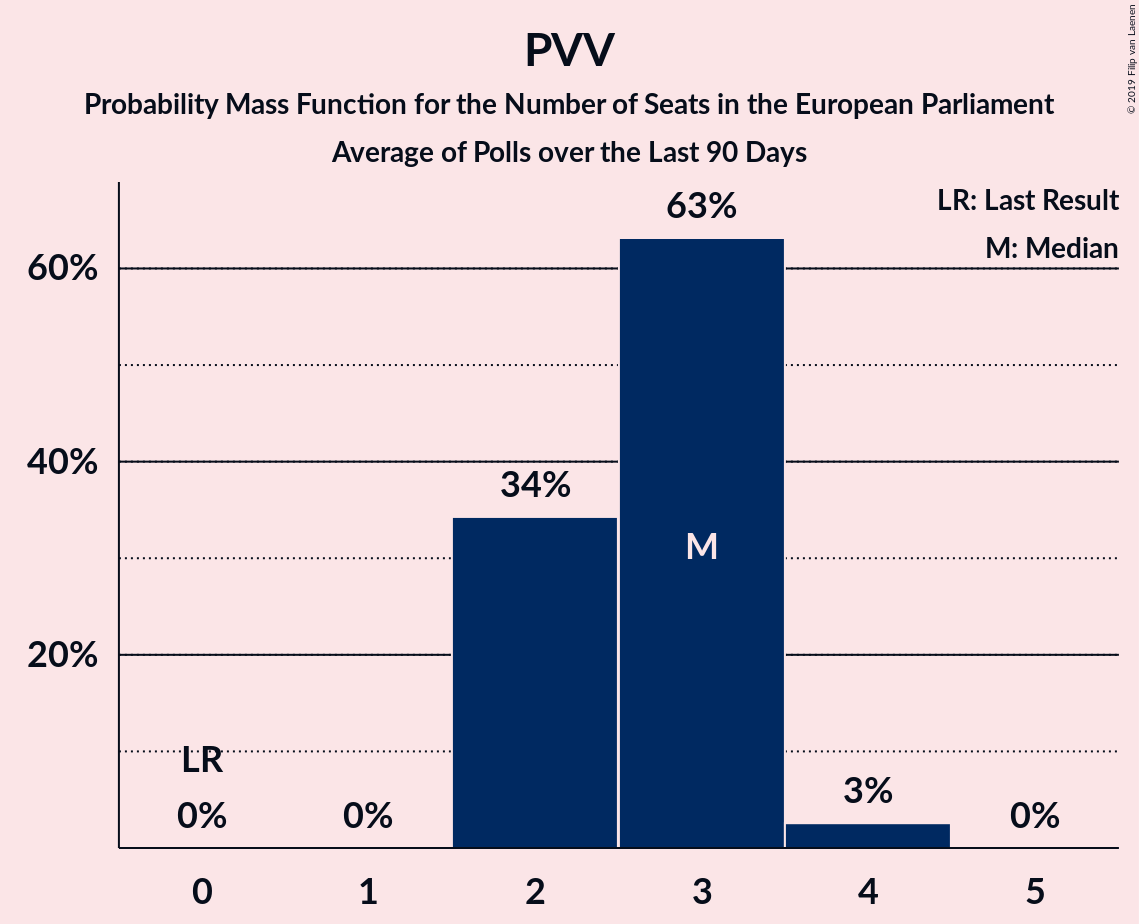 PVV
Probability Mass Function for the Number of Seats in the European Parliament
Average of Polls over the Last 90 Days
© 2019 Filip van Laenen
LR: Last Result
M: Median
63%
60%
40%
34%
M
20%
LR
0%
0%
3%
0%
0
1
2
3
4
5